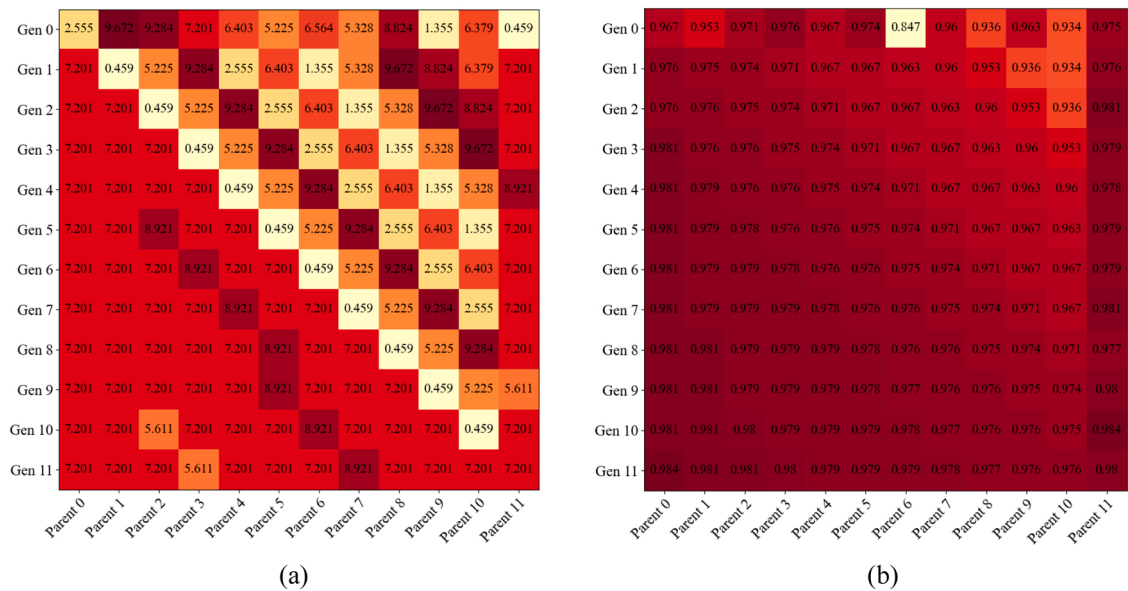 Gen 0 2.555 9.672 9.284 7.201 6.403 5.225 6.564 5.328 8.824 1.355 6.379 0.459
Gen 1 7.201 0.459 5.225 9.284 2.555 6.403 1.355 5.328 9.672 8.824 6.379 7.201
Gen 2 7.201 7.201 0.459 5.225 9.284 2.555 6.403 1.355 5.328 9.672 8.824 7.201
Gen 3 7.201 7.201 7.201 0.459 5.225 9.284 2.555 6.403 1.355 5.328 9.672 7.201
Gen 4 7.201 7.201 7.201 7.201 0.459 5.225 9.284 2.555 6.403 1.355 5.328 8.921
Gen 5 7.201 7.201 8.921 7.201 7.201 0.459 5.225 9.284 2.555 6.403 1.355 7.201
Gen 6 7.201 7.201 7.201 8.921 7.201 7.201 0.459 5.225 9.284 2.555 6.403 7.201
Gen 7 7.201 7.201 7.201 7.201 8.921 7.201 7.201 0.459 5.225 9.284 2.555 7.201
Gen 8 7.201 7.201 7.201 7.201 7.201 8.921 7.201 7.201 0.459 5.225 9.284 7.201
Gen 9 7.201 7.201 7.201 7.201 7.201 8.921 7.201 7.201 7.201 0.459 5.225 5.611
Gen 10 7.201 7.201 5.611 7.201 7.201 7.201 8.921 7.201 7.201 7.201 0.459 7.201
Gen 11 7.201 7.201 7.201 5.611 7.201 7.201 7.201 8.921 7.201 7.201 7.201 7.201
Parent 0 Parent 1 Parent 2 Parent 3 Parent 4 Parent 5 Parent 6 Parent 7 Parent 8 Parent 9 Parent 10 Parent 11
(a)
Gen 0 0.967 0.953 0.971 0.976 0.967 0.974 0.847 0.96 0.936 0.963 0.934 0.975
Gen 1 0.976 0.975 0.974 0.971 0.967 0.967 0.963 0.96 0.953 0.936 0.934 0.976
Gen 2 0.976 0.976 0.975 0.974 0.971 0.967 0.967 0.963 0.96 0.953 0.936 0.981
Gen 3 0.981 0.976 0.976 0.975 0.974 0.971 0.967 0.967 0.963 0.96 0.953 0.979
Gen 4 0.981 0.979 0.976 0.976 0.975 0.974 0.971 0.967 0.967 0.963 0.96 0.978
Gen 5 0.981 0.979 0.978 0.976 0.976 0.975 0.974 0.971 0.967 0.967 0.963 0.979
Gen 6 0.981 0.979 0.979 0.978 0.976 0.976 0.975 0.974 0.971 0.967 0.967 0.979
Gen 7 0.981 0.979 0.979 0.979 0.978 0.976 0.976 0.975 0.974 0.971 0.967 0.981
Gen 8 0.981 0.981 0.979 0.979 0.979 0.978 0.976 0.976 0.975 0.974 0.971 0.977
Gen 9 0.981 0.981 0.979 0.979 0.979 0.978 0.977 0.976 0.976 0.975 0.974 0.98
Gen 10 0.981 0.981 0.98 0.979 0.979 0.979 0.978 0.977 0.976 0.976 0.975 0.984
Gen 11 0.984 0.981 0.981 0.98 0.979 0.979 0.979 0.978 0.977 0.976 0.976 0.98
Parent 0 Parent 1 Parent 2 Parent 3 Parent 4 Parent 5 Parent 6 Parent 7 Parent 8 Parent 9 Parent 10 Parent 11
(b)